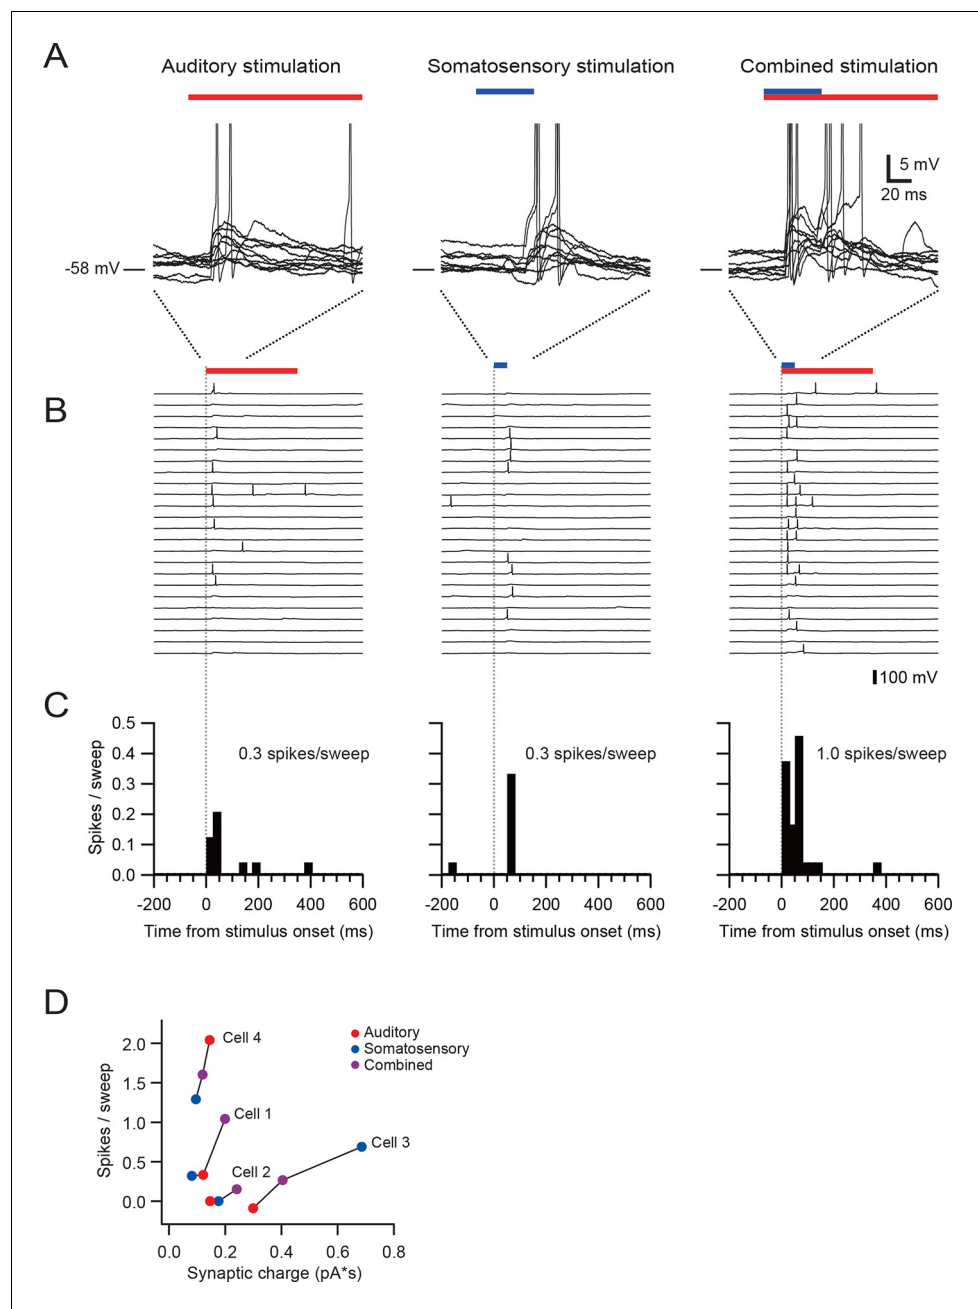 A
Auditory stimulation
Somatosensory stimulation
Combined stimulation
5 mV
20 ms
-58 mV
B
100 mV
C
Spikes / sweep
0.5
0.4
0.3
0.2
0.1
0.0
0.3 spikes/sweep
0.3 spikes/sweep
1.0 spikes/sweep
-200 0 200 400 600
-200 0 200 400 600
-200 0 200 400 600
Time from stimulus onset (ms)
Time from stimulus onset (ms)
Time from stimulus onset (ms)
D
Spikes / sweep
2.0
1.5
1.0
0.5
0.0
Cell 4
Cell 1
Cell 2
Cell 3
Auditory
Somatosensory
Combined
0.0 0.2 0.4 0.6 0.8
Synaptic charge (pA*s)